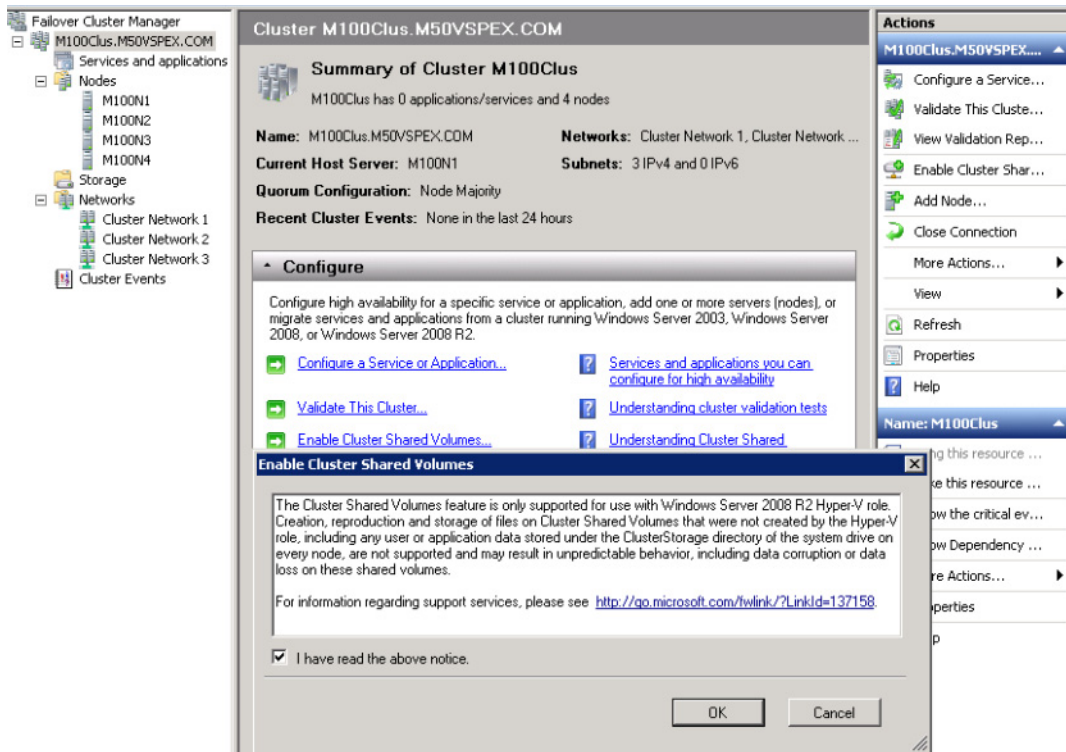 Failover Cluster Manager
M100Clus.M50VSPEX.COM
Services and applications
Nodes
M100N1
M100N2
M100N3
M100N4
Storage
Networks
Cluster Network 1
Cluster Network 2
Cluster Network 3
Cluster Events
Cluster M100Clus.M50VSPEX.COM
Summary of Cluster M100Clus
M100Clus has 0 applications/services and 4 nodes
Name: M100Clus.M50VSPEX.COM
Networks: Cluster Network 1, Cluster Network ...
Current Host Server: M100N1
Subnets: 3 IPv4 and 0 IPv6
Quorum Configuration: Node Majority
Recent Cluster Events: None in the last 24 hours
Configure
Configure high availability for a specific service or application, add one or more servers (nodes), or
migrate services and applications from a cluster running Windows Server 2003, Windows Server
2008, or Windows Server 2008 R2.
Configure a Service or Application...
Services and applications you can
configure for high availability
Validate This Cluster...
Understanding cluster validation tests
Enable Cluster Shared Volumes...
Understanding Cluster Shared
Enable Cluster Shared Volumes
The Cluster Shared Volumes feature is only supported for use with Windows Server 2008 R2 Hyper-V role.
Creation, reproduction and storage of files on Cluster Shared Volumes that were not created by the Hyper-V
role, including any user or application data stored under the ClusterStorage directory of the system drive on
every node, are not supported and may result in unpredictable behavior, including data corruption or data
loss on these shared volumes.
For information regarding support services, please see http://go.microsoft.com/fwlink/?LinkId=137158.
I have read the above notice.
OK
Cancel
Actions
M100Clus.M50VSPEX....
Configure a Service...
Validate This Cluste...
View Validation Rep...
Enable Cluster Shar...
Add Node...
Close Connection
More Actions...
View
Refresh
Properties
Help
Name: M100Clus
ng this resource ...
ke this resource ...
ow the critical ev...
ow Dependency ...
re Actions...
perties
p